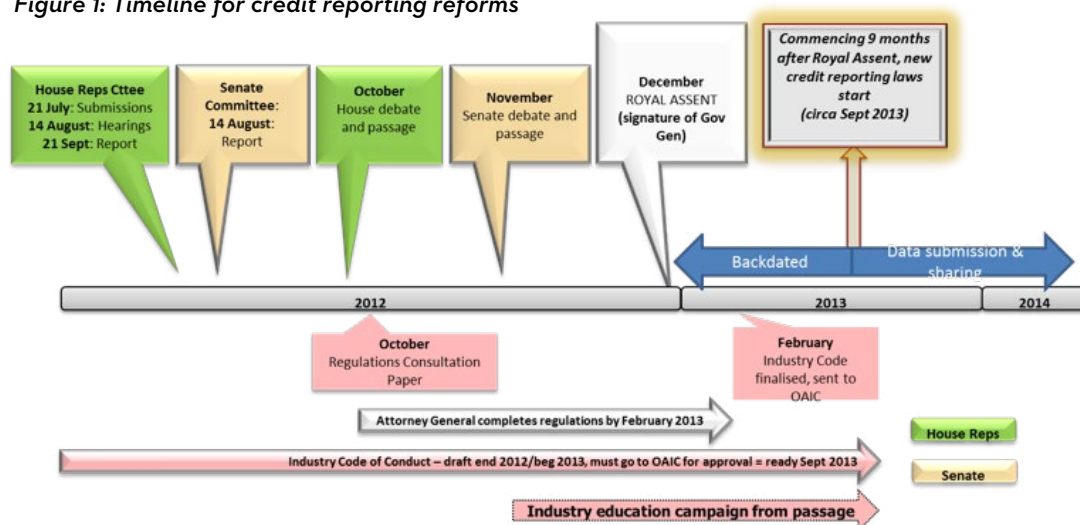 Figure 1: Timeline for credit reporting reforms
House Reps Cttee
21 July: Submissions
14 August: Hearings
21 Sept: Report
Senate
Committee:
14 August:
Report
October
House debate
and passage
November
Senate debate and
passage
December
ROYAL ASSENT
(signature of Gov
Gen)
Commencing 9 months
after Royal Assent, new
credit reporting laws
start
(circa Sept 2013)
Backdated
Data submission &
sharing
2012
2013
2014
October
Regulations Consultation
Paper
February
Industry Code
finalised, sent to
OAIC
Attorney General completes regulations by February 2013
Industry Code of Conduct – draft end 2012/beg 2013, must go to OAIC for approval = ready Sept 2013
Industry education campaign from passage
House Reps
Senate